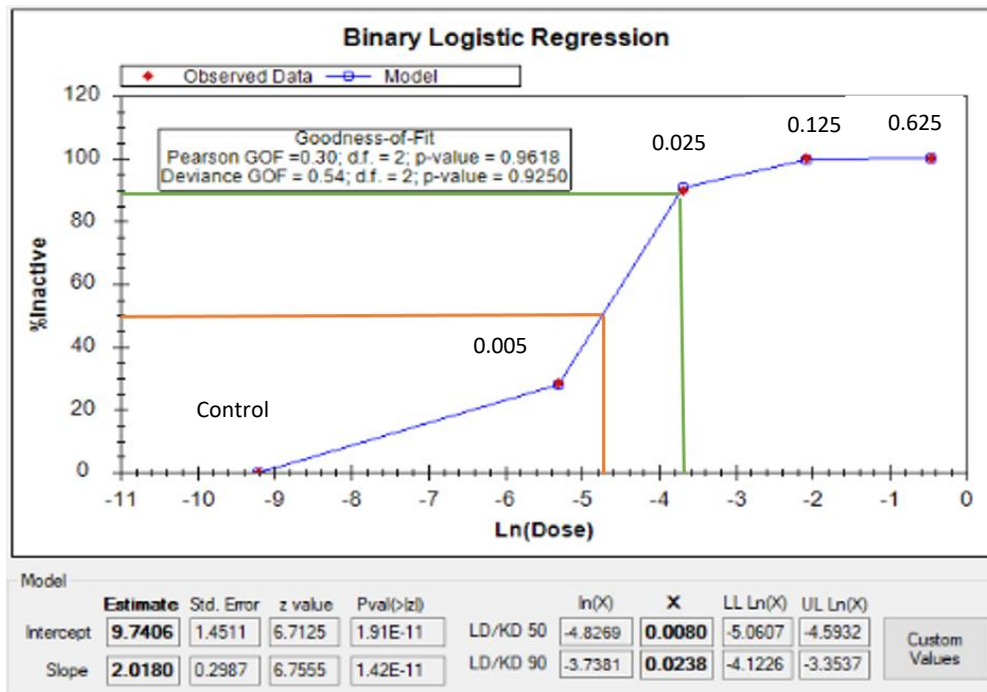 Binary Logistic Regression
Observed Data Model
120
100
80
60
40
20
0
%Inactive
Goodness-of-Fit
Pearson GOF =0.30; d.f. = 2; p-value = 0.9618
Deviance GOF = 0.54; d.f. = 2; p-value = 0.9250
Control
0.005
0.025
0.125
0.625
-11 -10 -9 -8 -7 -6 -5 -4 -3 -2 -1 0
Ln(Dose)
Model
Estimate Std. Error z value Pval(>|z|) ln(X) X LL Ln(X) UL Ln(X)
Intercept 9.7406 1.4511 6.7125 1.91E-11 LD/KD 50 -4.8269 0.0080 -5.0607 -4.5932
Slope 2.0180 0.2987 6.7555 1.42E-11 LD/KD 90 -3.7381 0.0238 -4.1226 -3.3537
Custom
Values